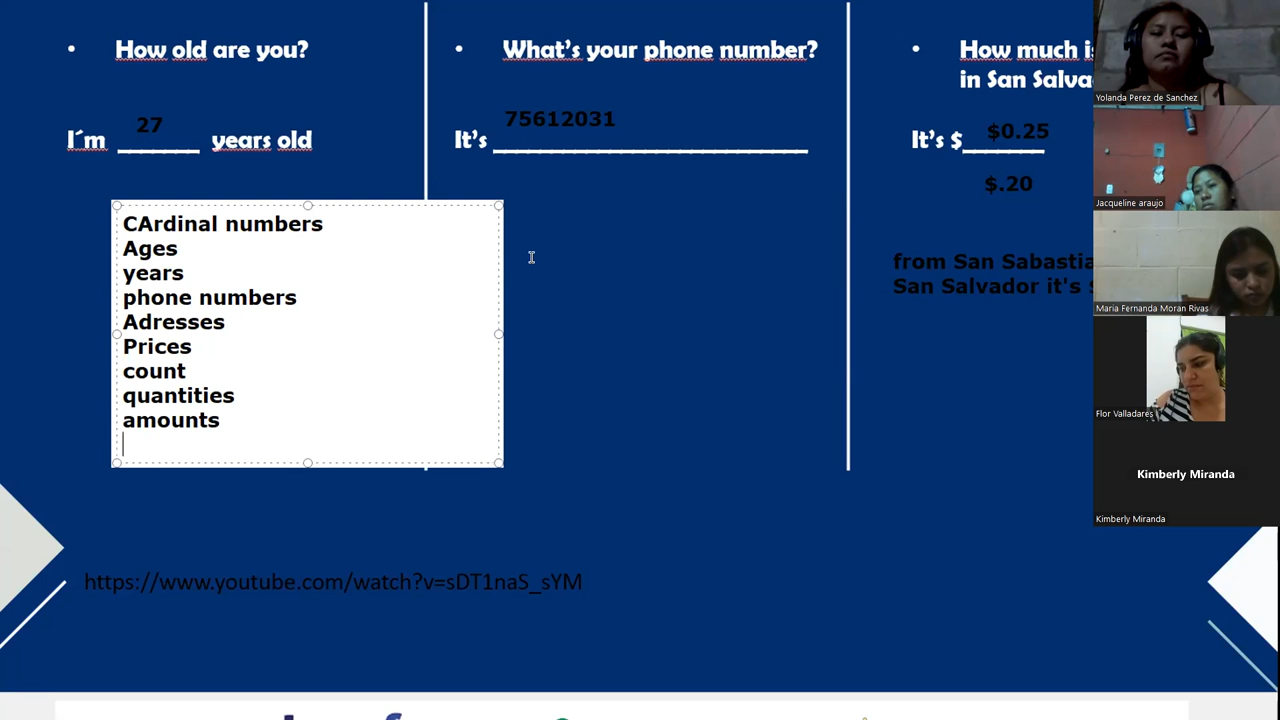 • How old are you?
I´m 27 years old
• What's your phone number?
It's 75612031
• How much is
in San Salva
It's $ $0.25
$.20
from San Sabastia
San Salvador it's
CArdinal numbers
Ages
years
phone numbers
Adresses
Prices
count
quantities
amounts
https://www.youtube.com/watch?v=sDT1naS_sYM
Yolanda Perez de Sanchez
Jacqueline araujo
Maria Fernanda Moran Rivas
Flor Valladares
Kimberly Miranda
Kimberly Miranda